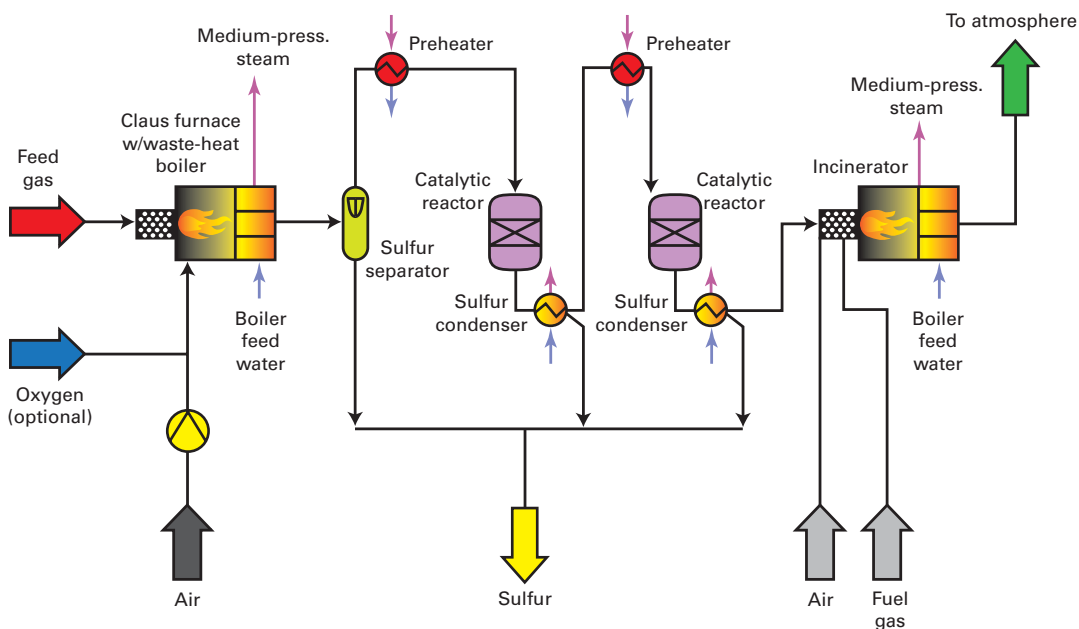 To atmosphere
Medium-press.
steam
Preheater
Preheater
Medium-press.
steam
Claus furnace
w/waste-heat
boiler
Feed
gas
Incinerator
Catalytic
reactor
Catalytic
reactor
Sulfur
separator
Sulfur
condenser
Sulfur
condenser
Boiler
feed
water
Boiler
feed
water
Oxygen
(optional)
Air
Sulfur
Air
Fuel
gas